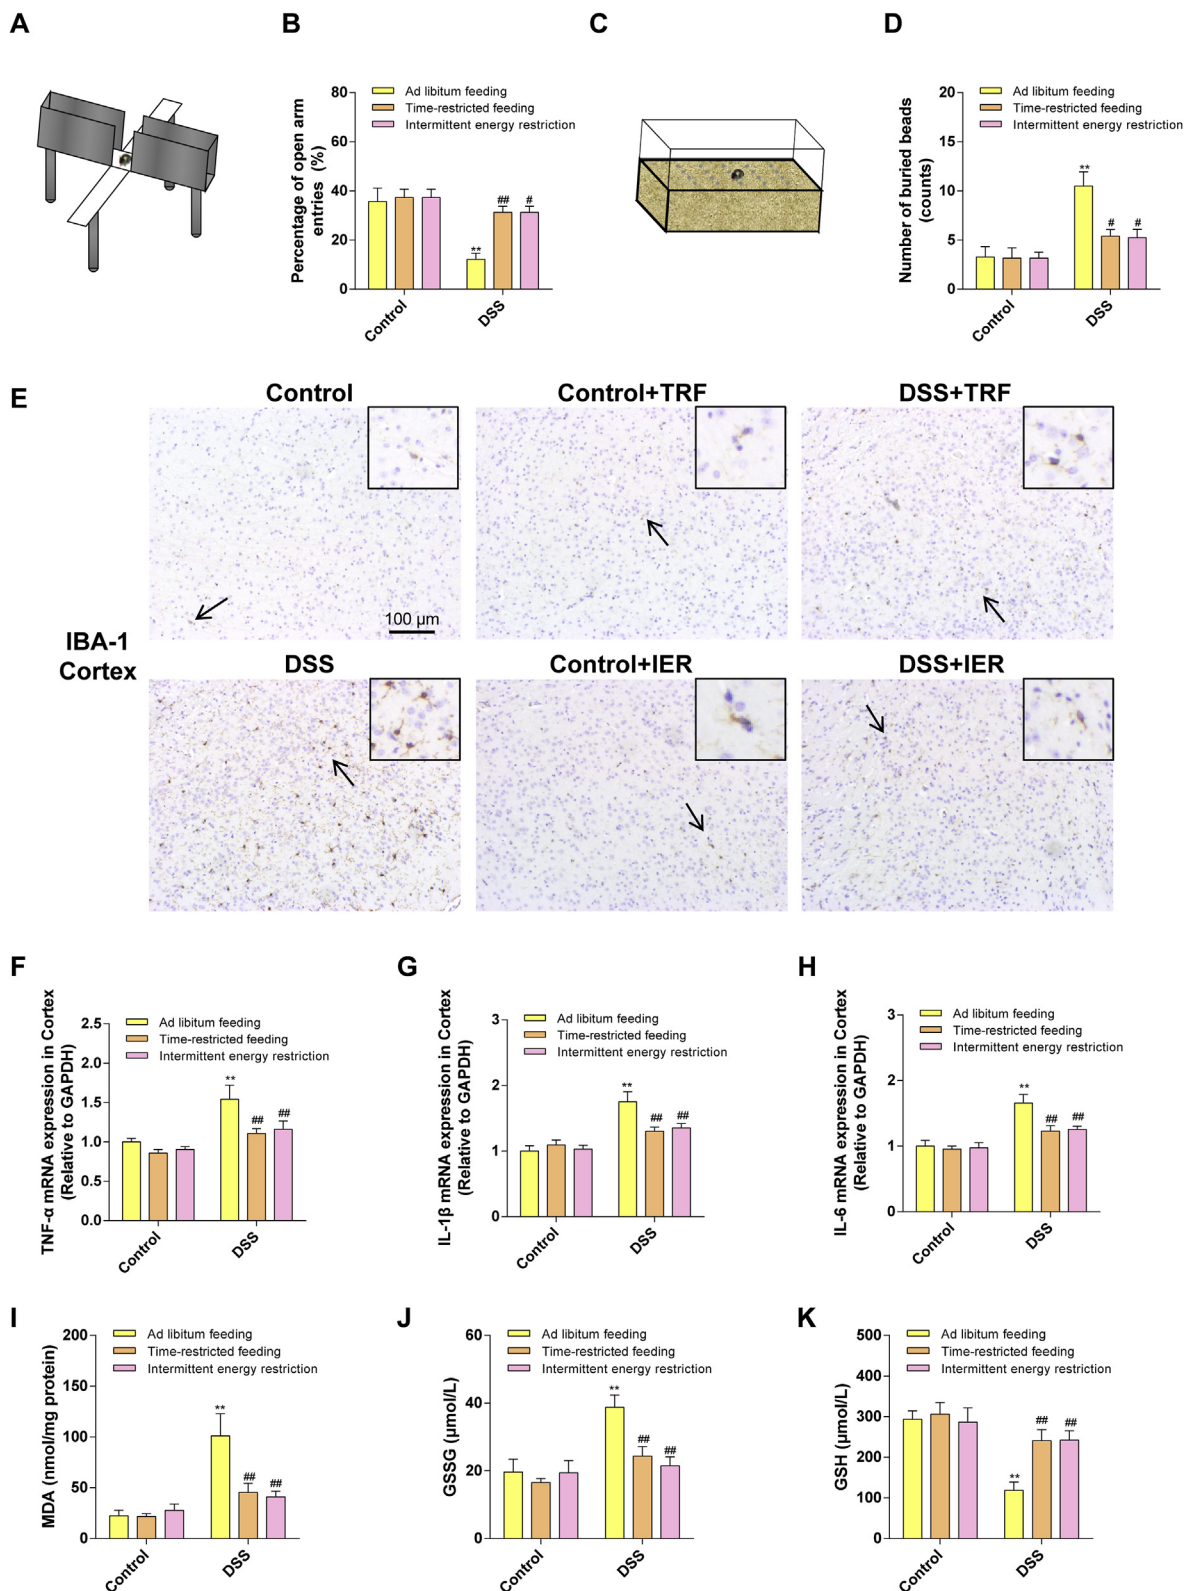 A
B
C
D
Percentage of open arm
entries (%)
80
60
40
20
0
Ad libitum feeding
Time-restricted feeding
Intermittent energy restriction
**
##
#
Control
DSS
Number of buried beads
(counts)
20
15
10
5
0
Ad libitum feeding
Time-restricted feeding
Intermittent energy restriction
**
#
#
Control
DSS
E
IBA-1
Cortex
Control
Control+TRF
DSS+TRF
100 µm
DSS
Control+IER
DSS+IER
F
TNF-α mRNA expression in Cortex
(Relative to GAPDH)
2.5
2.0
1.5
1.0
0.5
0.0
Ad libitum feeding
Time-restricted feeding
Intermittent energy restriction
**
##
##
Control
DSS
G
IL-1β mRNA expression in Cortex
(Relative to GAPDH)
3
2
1
0
Ad libitum feeding
Time-restricted feeding
Intermittent energy restriction
**
##
##
Control
DSS
H
IL-6 mRNA expression in Cortex
(Relative to GAPDH)
3
2
1
0
Ad libitum feeding
Time-restricted feeding
Intermittent energy restriction
**
##
##
Control
DSS
I
MDA (nmol/mg protein)
200
150
100
50
0
Ad libitum feeding
Time-restricted feeding
Intermittent energy restriction
**
##
##
Control
DSS
J
GSSG (µmol/L)
60
40
20
0
Ad libitum feeding
Time-restricted feeding
Intermittent energy restriction
**
##
##
Control
DSS
K
GSH (µmol/L)
500
400
300
200
100
0
Ad libitum feeding
Time-restricted feeding
Intermittent energy restriction
**
##
##
Control
DSS